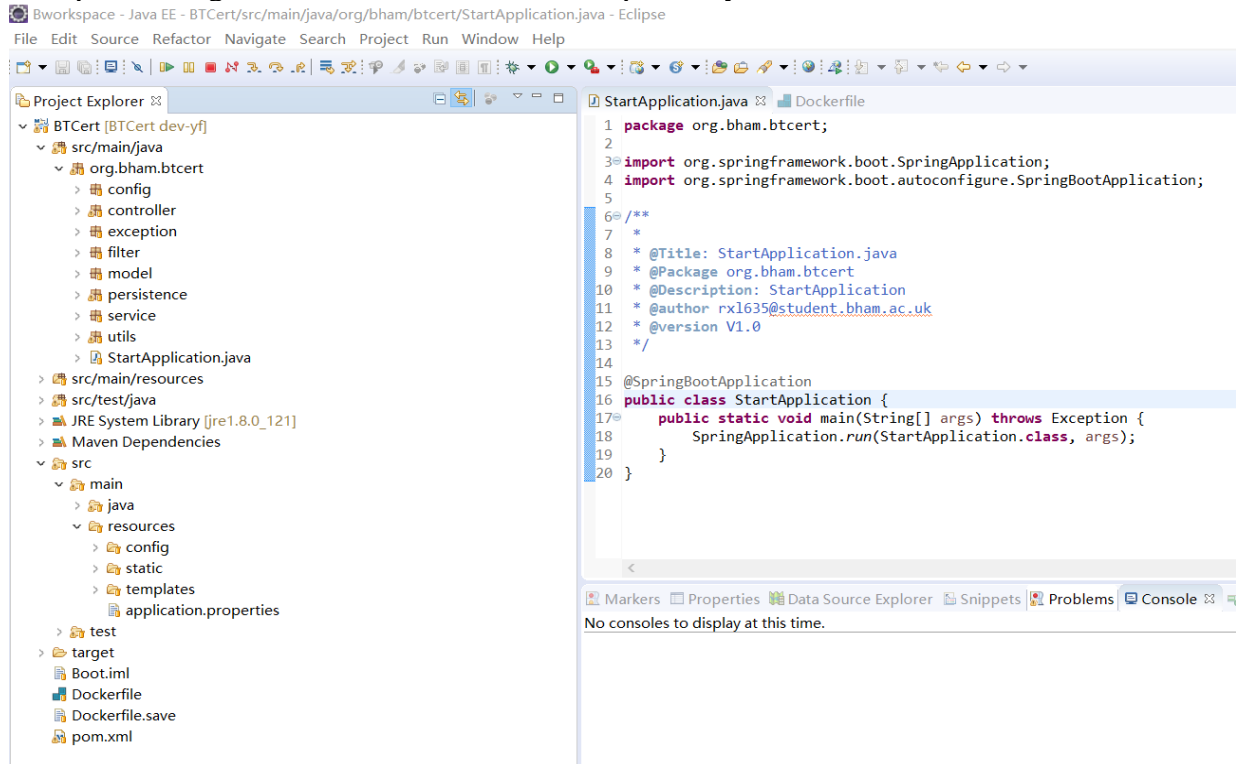 Bworkspace - Java EE - BTCert/src/main/java/org/bham/btcert/StartApplication.java - Eclipse
File Edit Source Refactor Navigate Search Project Run Window Help
Project Explorer
BTCert [BTCert dev-yf]
src/main/java
org.bham.btcert
config
controller
exception
filter
model
persistence
service
utils
StartApplication.java
src/main/resources
src/test/java
JRE System Library [jre1.8.0_121]
Maven Dependencies
src
main
java
resources
config
static
templates
application.properties
test
target
Boot.iml
Dockerfile
Dockerfile.save
pom.xml
StartApplication.java Dockerfile
1 package org.bham.btcert;
2
3 import org.springframework.boot.SpringApplication;
4 import org.springframework.boot.autoconfigure.SpringBootApplication;
5
6 /**
7 *
8 * @Title: StartApplication.java
9 * @Package org.bham.btcert
10 * @Description: StartApplication
11 * @author rxl635@student.bham.ac.uk
12 * @version V1.0
13 */
14
15 @SpringBootApplication
16 public class StartApplication {
17 public static void main(String[] args) throws Exception {
18 SpringApplication.run(StartApplication.class, args);
19 }
20 }
Markers Properties Data Source Explorer Snippets Problems Console
No consoles to display at this time.